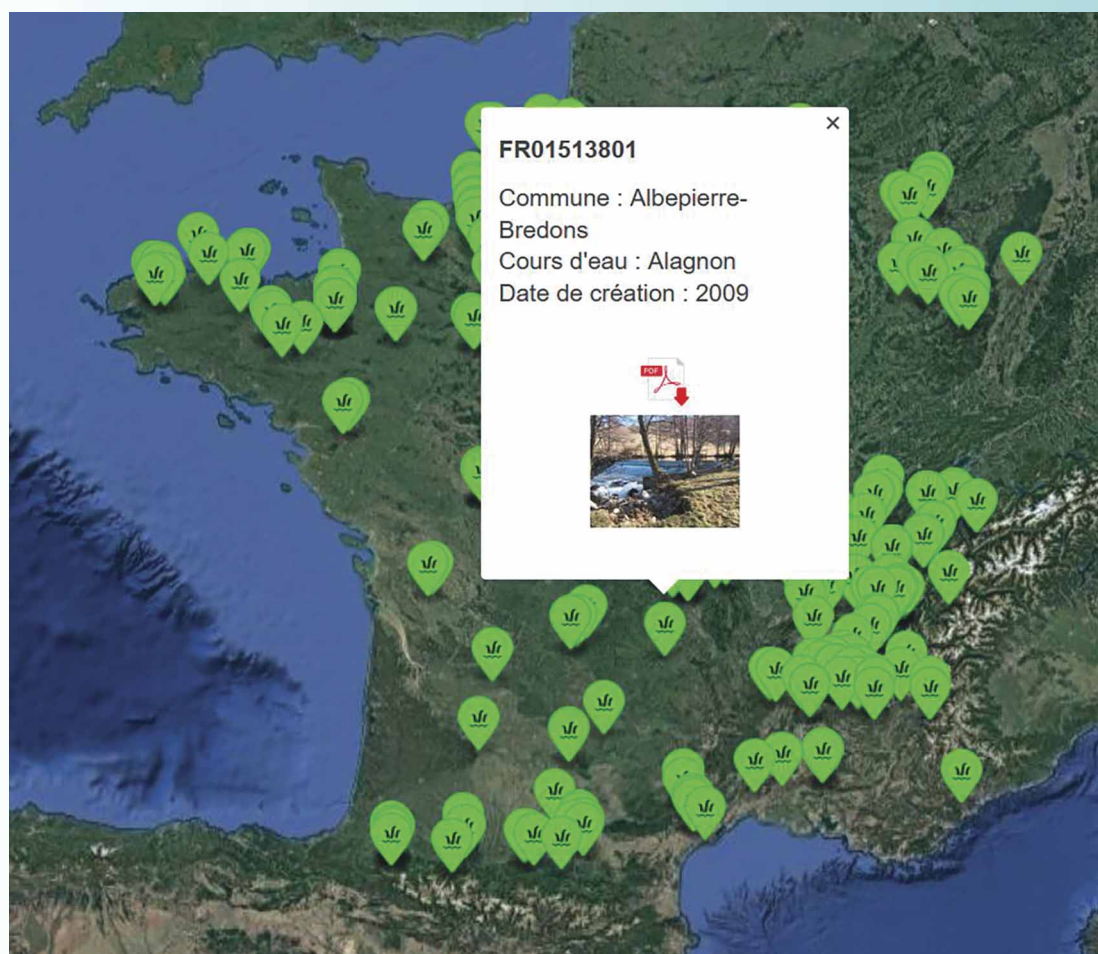 FR01513801
Commune : Albepierre-
Bredons
Cours d'eau : Alagnon
Date de création : 2009
PDF